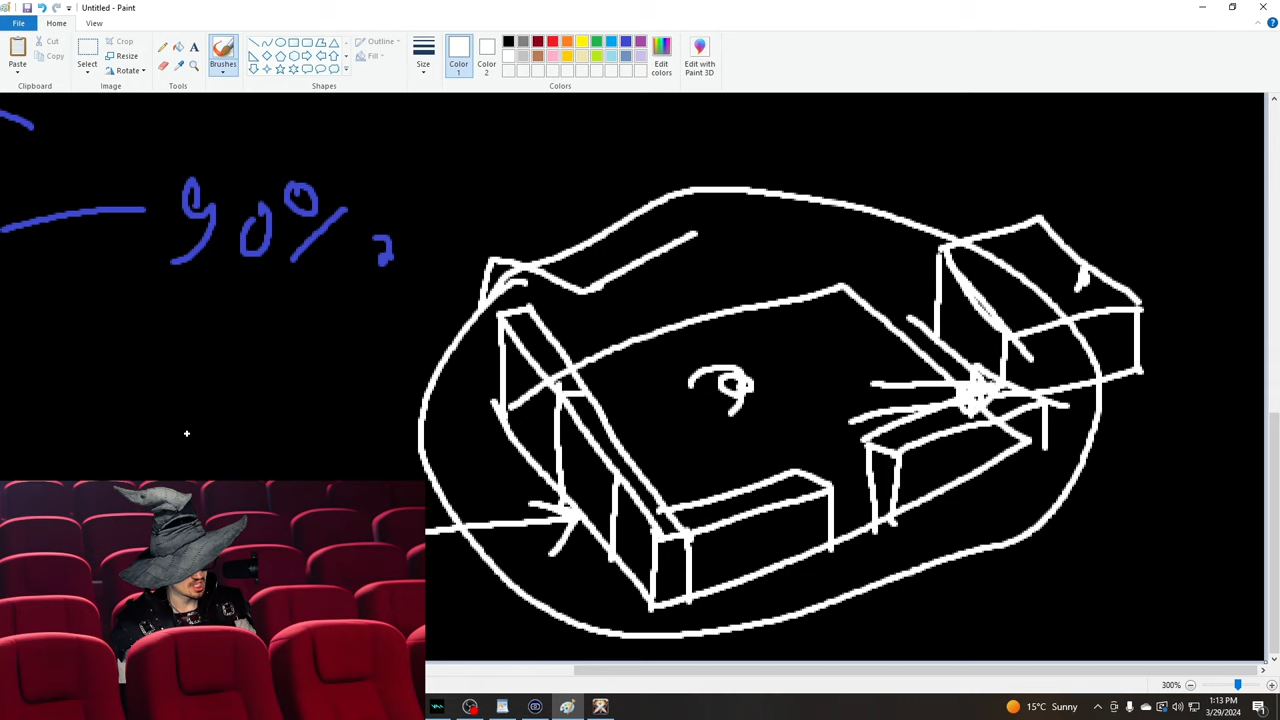 Untitled - Paint
File Home View
Paste
Cut
Copy
Clipboard
Select
Crop
Resize
Rotate
Image
Tools
Brushes
Outline
Fill
Shapes
Size
Color 1
Color 2
Edit colors
Edit with Paint 3D
Colors
90%
300%
15°C Sunny
1:13 PM
3/29/2024